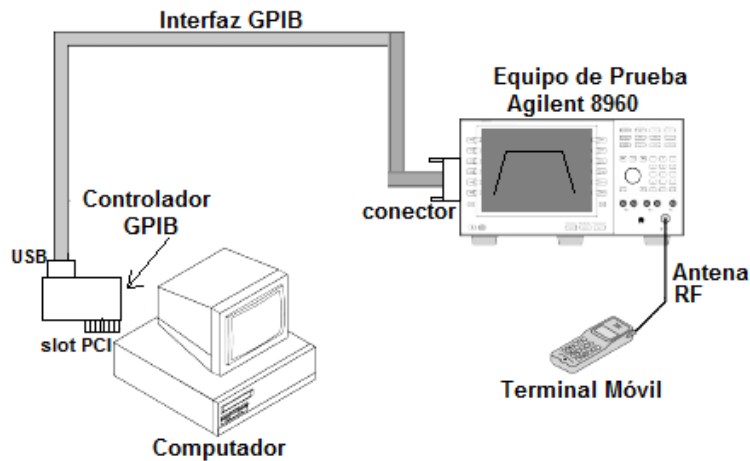 Interfaz GPIB
Equipo de Prueba
Agilent 8960
Controlador
GPIB
conector
USB
Antena
RF
slot PCI
Terminal Móvil
Computador